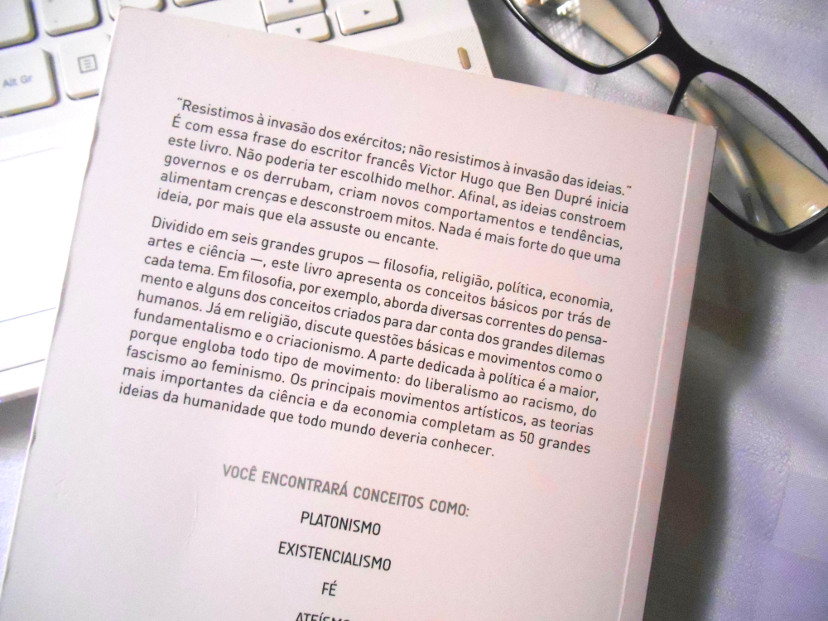 Alt Gr
"Resistimos à invasão dos exércitos; não resistimos à invasão das ideias."
É com essa frase do escritor francês Victor Hugo que Ben Dupré inicia
este livro. Não poderia ter escolhido melhor. Afinal, as ideias constroem
governos e os derrubam, criam novos comportamentos e tendências,
alimentam crenças e desconstroem mitos. Nada é mais forte do que uma
ideia, por mais que ela assuste ou encante.
Dividido em seis grandes grupos — filosofia, religião, política, economia,
artes e ciência —, este livro apresenta os conceitos básicos por trás de
cada tema. Em filosofia, por exemplo, aborda diversas correntes do pensa-
mento e alguns dos conceitos criados para dar conta dos grandes dilemas
humanos. Já em religião, discute questões básicas e movimentos como o
fundamentalismo e o criacionismo. A parte dedicada à política é a maior,
porque engloba todo tipo de movimento: do liberalismo ao racismo, do
fascismo ao feminismo. Os principais movimentos artísticos, as teorias
mais importantes da ciência e da economia completam as 50 grandes
ideias da humanidade que todo mundo deveria conhecer.
VOCÊ ENCONTRARÁ CONCEITOS COMO:
PLATONISMO
EXISTENCIALISMO
FÉ
ATEÍSMO